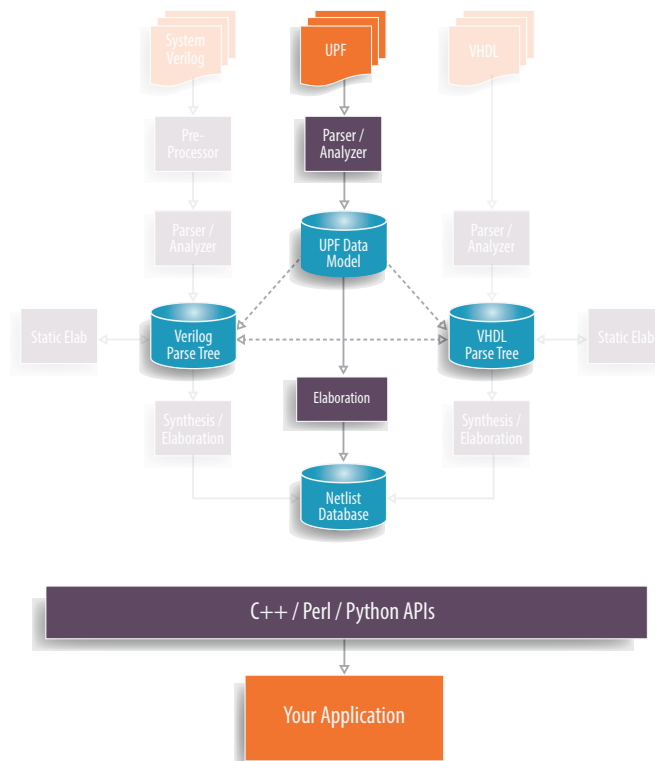 System
Verilog
UPF
VHDL
Pre-
Processor
Parser /
Analyzer
Parser /
Analyzer
UPF Data
Model
Parser /
Analyzer
Static Elab
Verilog
Parse Tree
VHDL
Parse Tree
Static Elab
Synthesis /
Elaboration
Elaboration
Synthesis /
Elaboration
Netlist
Database
C++ / Perl / Python APIs
Your Application